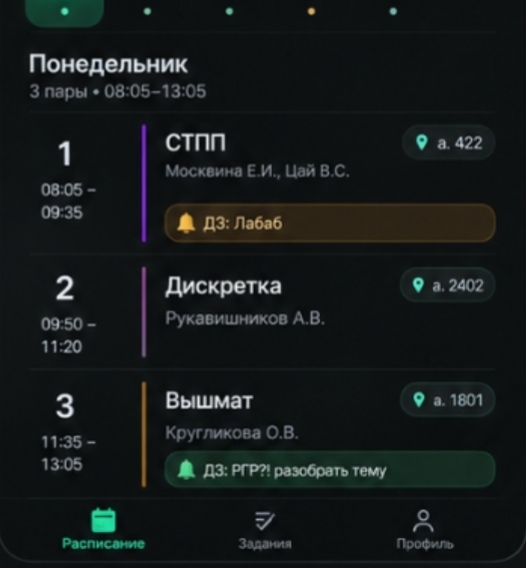 Понедельник
3 пары • 08:05–13:05
1
08:05 –
09:35
СТПП
а. 422
Москвина Е.И., Цай В.С.
ДЗ: Лабаб
2
09:50 –
11:20
Дискретка
а. 2402
Рукавишников А.В.
3
11:35 –
13:05
Вышмат
а. 1801
Кругликова О.В.
ДЗ: РГР?! разобрать тему
Расписание
Задания
Профиль